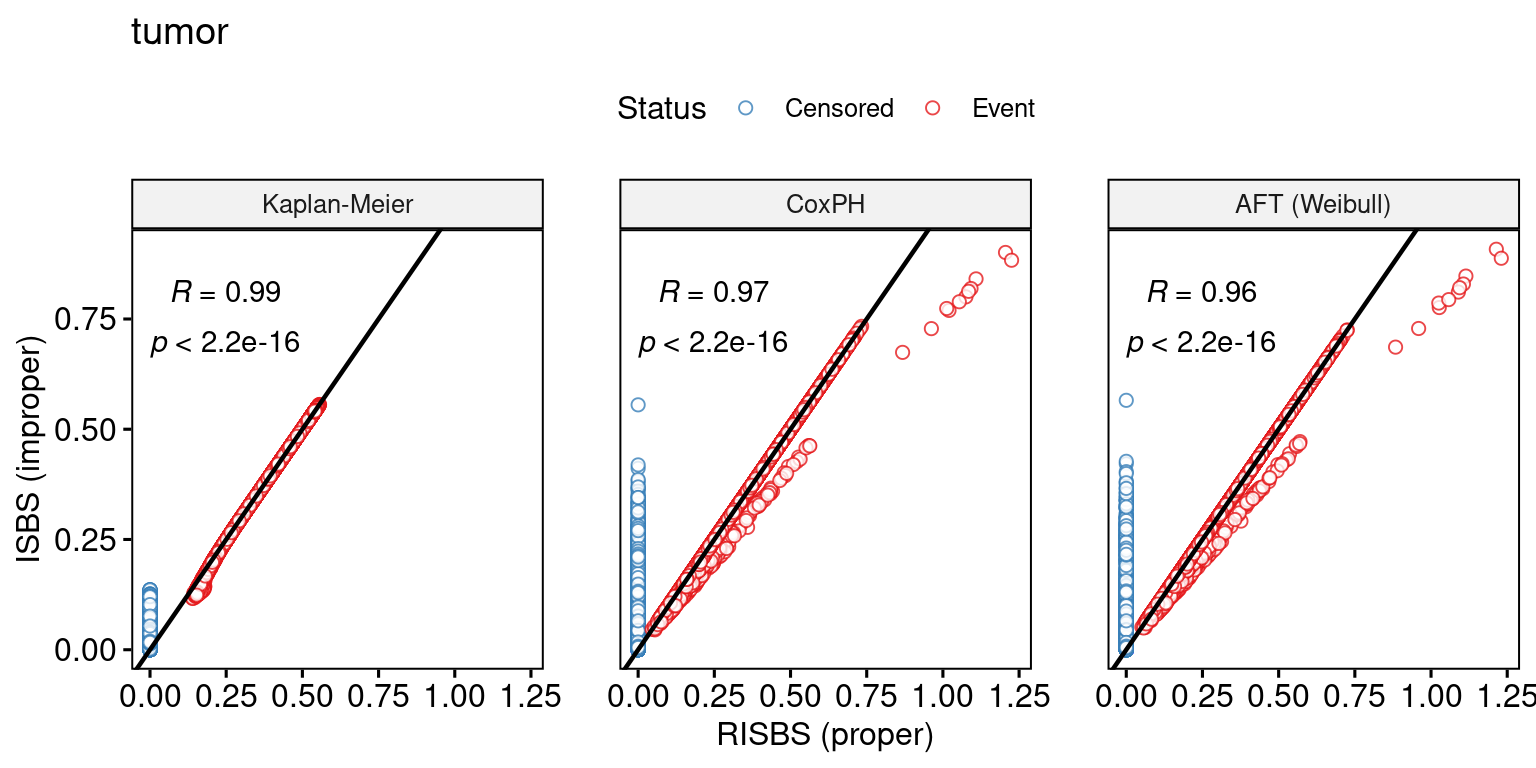 tumor
Status Censored Event
Kaplan-Meier CoxPH AFT (Weibull)
R = 0.99 R = 0.97 R = 0.96
p < 2.2e-16 p < 2.2e-16 p < 2.2e-16
ISBS (improper)
0.75
0.50
0.25
0.00
0.00 0.25 0.50 0.75 1.00 1.25 0.00 0.25 0.50 0.75 1.00 1.25 0.00 0.25 0.50 0.75 1.00 1.25
RISBS (proper)